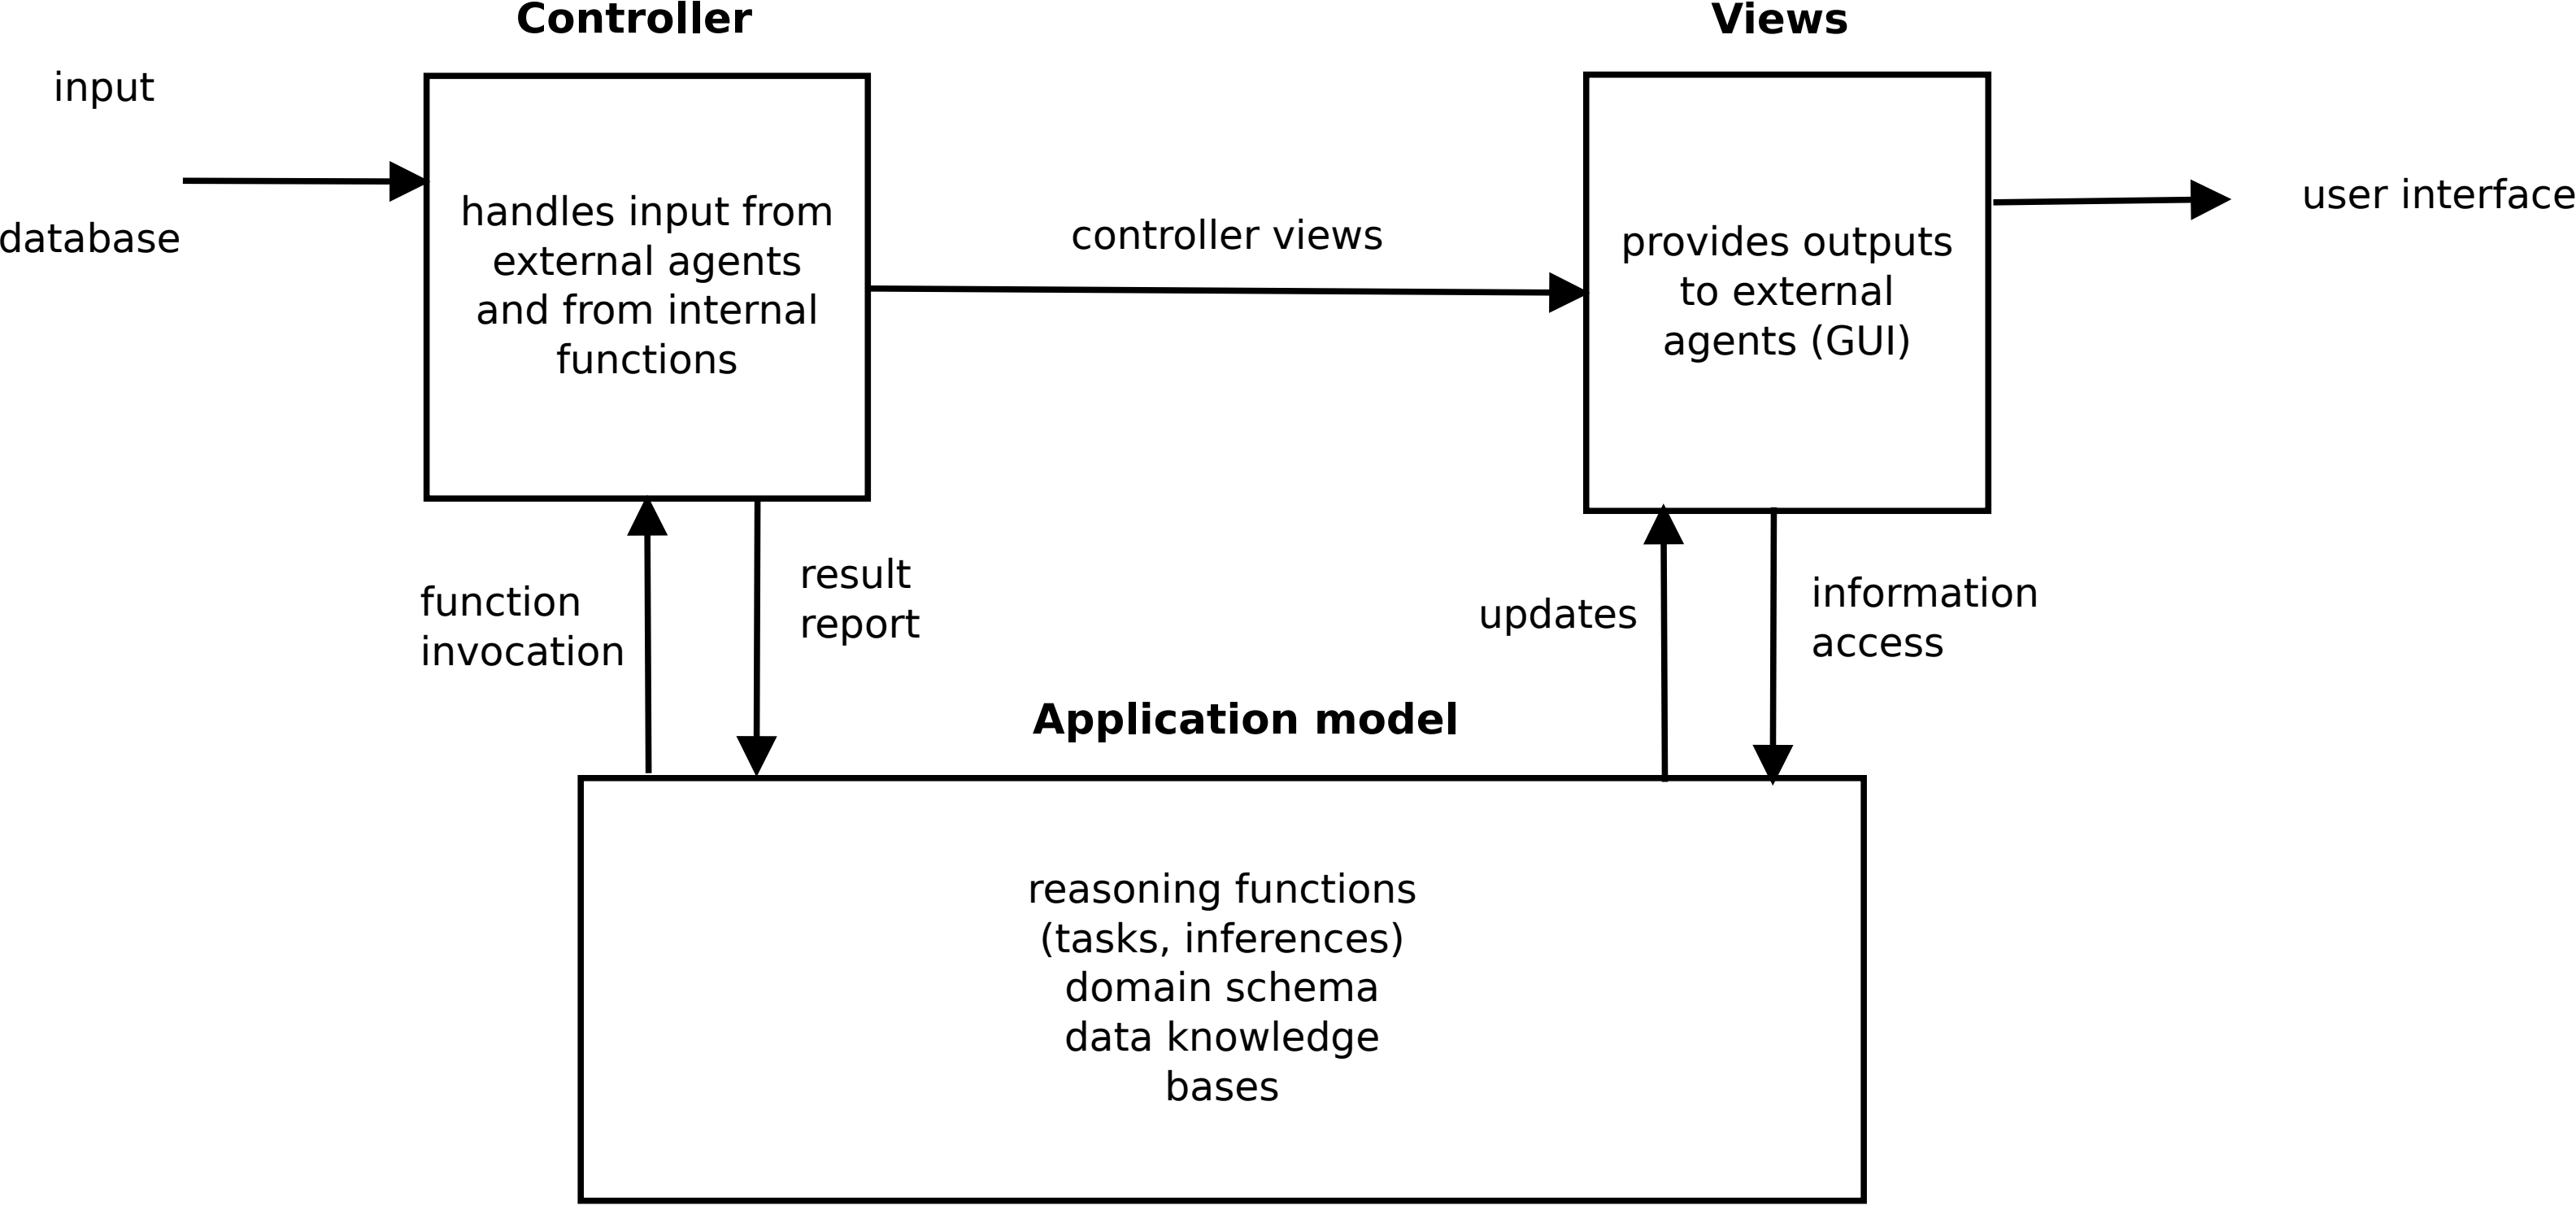 Controller
Views
input
database
handles input from
external agents
and from internal
functions
controller views
provides outputs
to external
agents (GUI)
user interface
function
invocation
result
report
updates
information
access
Application model
reasoning functions
(tasks, inferences)
domain schema
data knowledge
bases